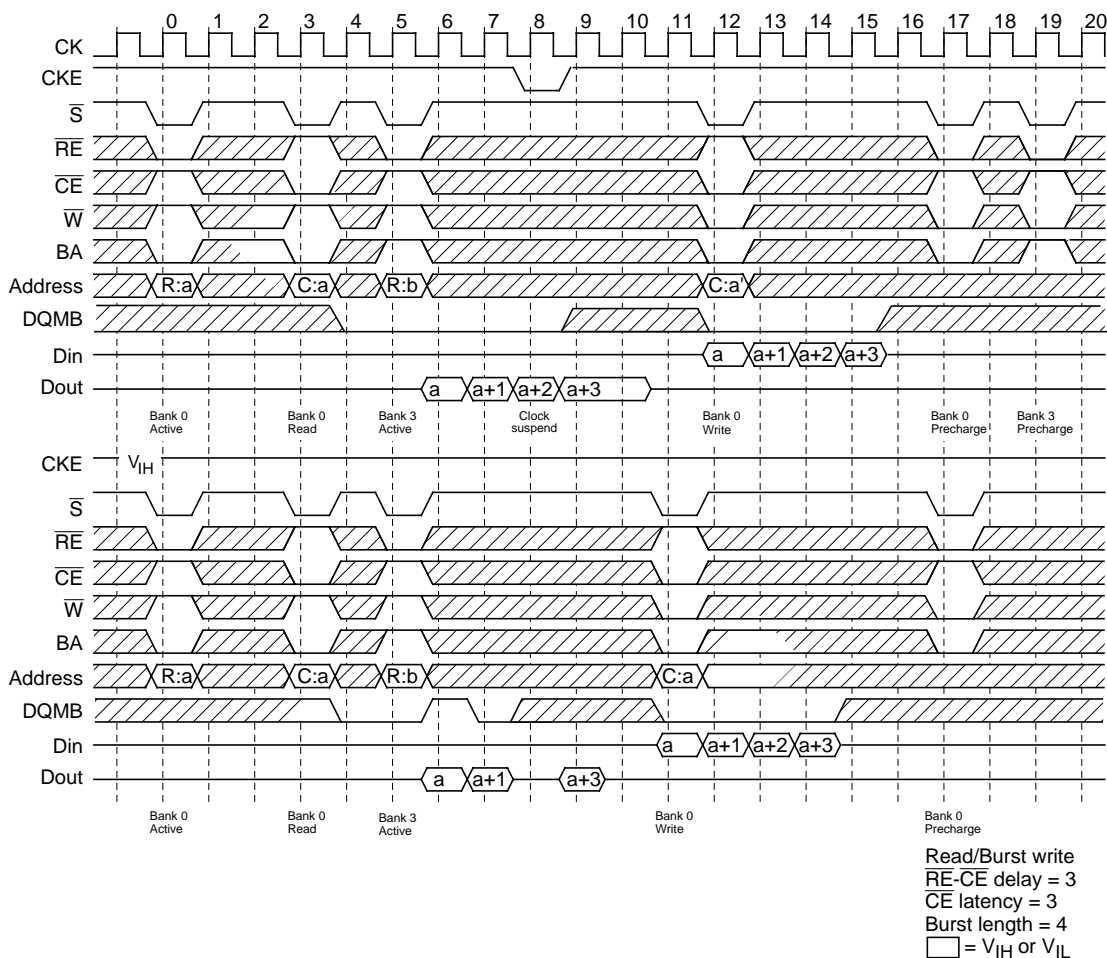 0 1 2 3 4 5 6 7 8 9 10 11 12 13 14 15 16 17 18 19 20
CK
CKE
S
RE
CE
W
BA
Address R:a C:a R:b C:a'
DQMB
Din a a+1 a+2 a+3
Dout a a+1 a+2 a+3
Bank 0 Active
Bank 0 Read
Bank 3 Active
Clock suspend
Bank 0 Write
Bank 0 Precharge
Bank 3 Precharge
CKE VIH
S
RE
CE
W
BA
Address R:a C:a R:b C:a
DQMB
Din a a+1 a+2 a+3
Dout a a+1 a+3
Bank 0 Active
Bank 0 Read
Bank 3 Active
Bank 0 Write
Bank 0 Precharge
Read/Burst write
RE-CE delay = 3
CE latency = 3
Burst length = 4
= VIH or VIL